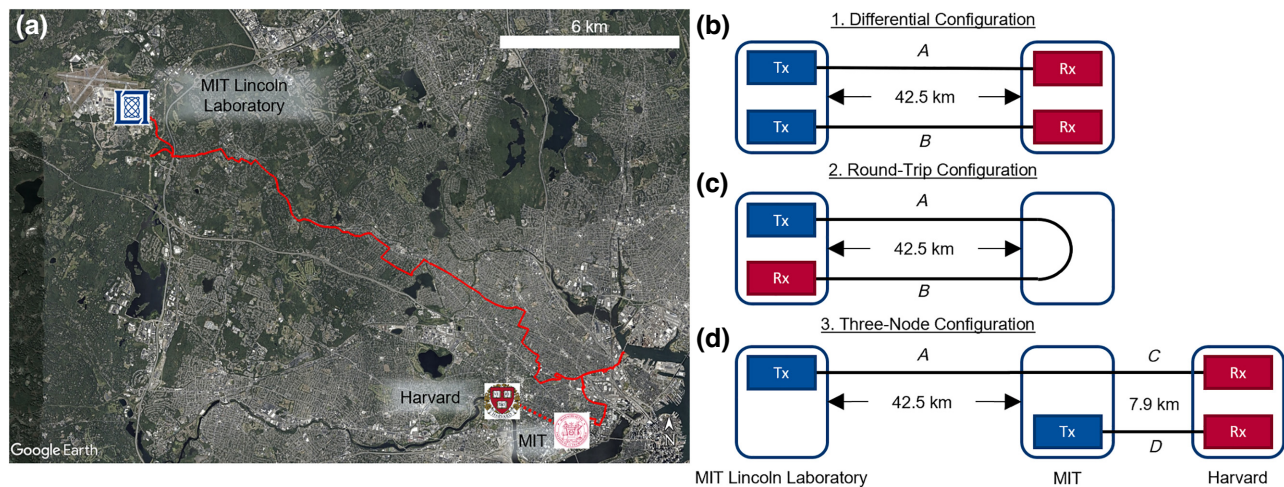 (a)
6 km
MIT Lincoln
Laboratory
Harvard
MIT
N
Google Earth
(b)
1. Differential Configuration
A
Tx
Rx
42.5 km
Tx
Rx
B
(c)
2. Round-Trip Configuration
A
Tx
42.5 km
Rx
B
(d)
3. Three-Node Configuration
A
C
Tx
Rx
42.5 km
7.9 km
Tx
Rx
D
MIT Lincoln Laboratory
MIT
Harvard